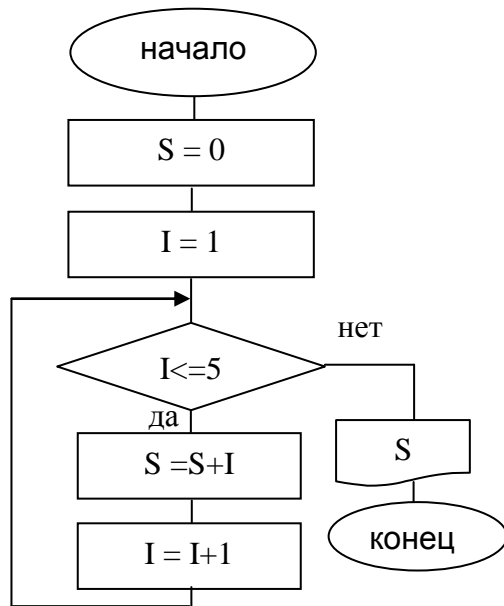 начало
S = 0
I = 1
нет
I<=5
да
S
S =S+I
I = I+1
конец